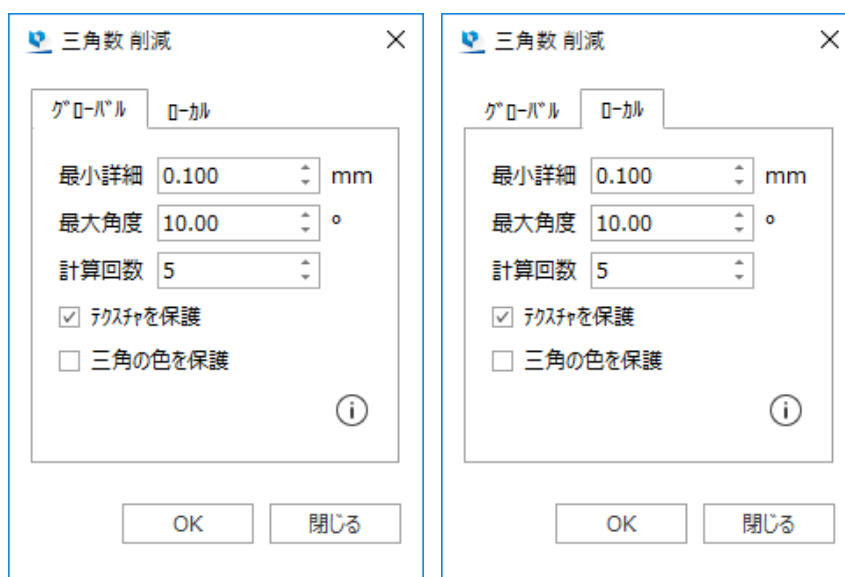 三角数 削減
ｸﾞﾛｰﾊﾞﾙ ﾛｰｶﾙ
最小詳細 0.100 mm
最大角度 10.00 º
計算回数 5
ﾃｸｽﾁｬを保護
三角の色を保護
OK 閉じる
三角数 削減
ｸﾞﾛｰﾊﾞﾙ ﾛｰｶﾙ
最小詳細 0.100 mm
最大角度 10.00 º
計算回数 5
ﾃｸｽﾁｬを保護
三角の色を保護
OK 閉じる